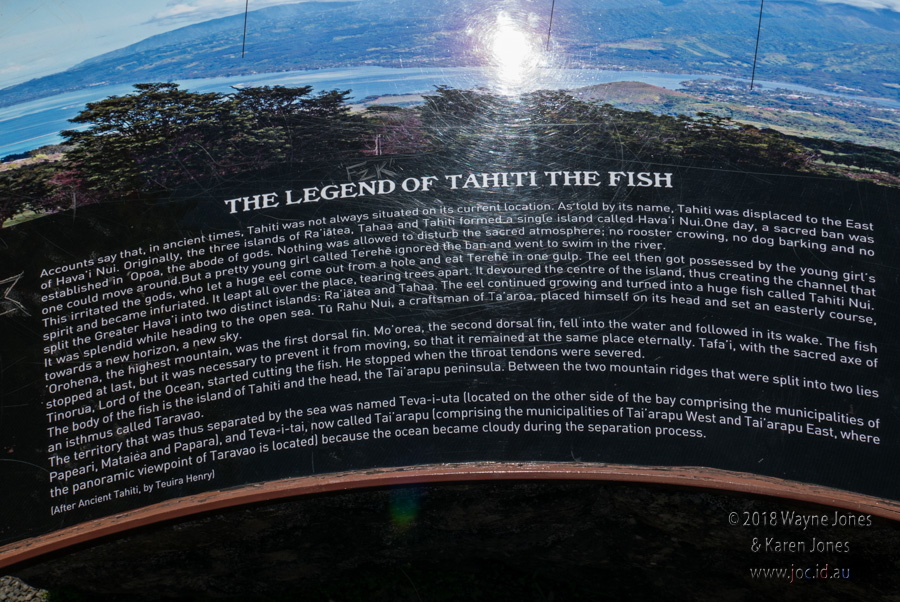 FZK
THE LEGEND OF TAHITI THE FISH
Accounts say that, in ancient times, Tahiti was not always situated on its current location. As told by its name, Tahiti was displaced to the East
of Hava'i Nui. Originally, the three islands of Ra'iātea, Tahaa and Tahiti formed a single island called Hava'i Nui.One day, a sacred ban was
established in 'Opoa, the abode of gods. Nothing was allowed to disturb the sacred atmosphere; no rooster crowing, no dog barking and no
one could move around.But a pretty young girl called Terehē ignored the ban and went to swim in the river.
This irritated the gods, who let a huge eel come out from a hole and eat Terehē in one gulp. The eel then got possessed by the young girl's
spirit and became infuriated. It leapt all over the place, tearing trees apart. It devoured the centre of the island, thus creating the channel that
split the Greater Hava'i into two distinct islands: Ra'iātea and Tahaa. The eel continued growing and turned into a huge fish called Tahiti Nui.
It was splendid while heading to the open sea. Tū Rahu Nui, a craftsman of Ta'aroa, placed himself on its head and set an easterly course,
towards a new horizon, a new sky.
'Orohena, the highest mountain, was the first dorsal fin. Mo'orea, the second dorsal fin, fell into the water and followed in its wake. The fish
stopped at last, but it was necessary to prevent it from moving, so that it remained at the same place eternally. Tafa'i, with the sacred axe of
Tinorua, Lord of the Ocean, started cutting the fish. He stopped when the throat tendons were severed.
The body of the fish is the island of Tahiti and the head, the Tai'arapu peninsula. Between the two mountain ridges that were split into two lies
an isthmus called Taravao.
The territory that was thus separated by the sea was named Teva-i-uta (located on the other side of the bay comprising the municipalities of
Papeari, Mataiea and Papara), and Teva-i-tai, now called Tai'arapu (comprising the municipalities of Tai'arapu West and Tai'arapu East, where
the panoramic viewpoint of Taravao is located) because the ocean became cloudy during the separation process.
(After Ancient Tahiti, by Teuira Henry)
©2018 Wayne Jones
& Karen Jones
www.joc.id.au